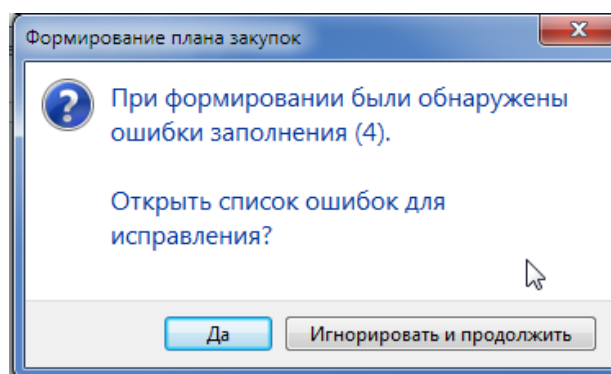 Формирование плана закупок
При формировании были обнаружены
ошибки заполнения (4).
Открыть список ошибок для
исправления?
Да
Игнорировать и продолжить